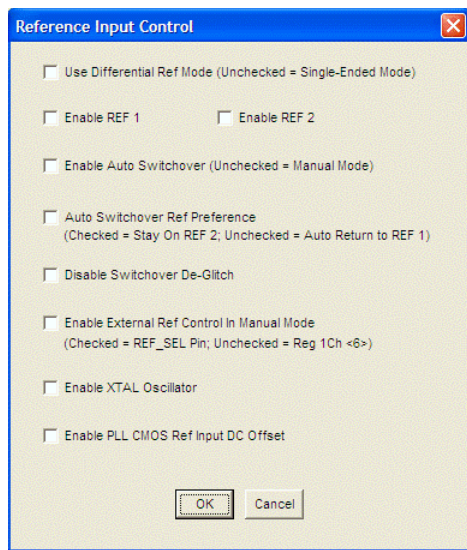 Reference Input Control
Use Differential Ref Mode (Unchecked = Single-Ended Mode)
Enable REF 1
Enable REF 2
Enable Auto Switchover (Unchecked = Manual Mode)
Auto Switchover Ref Preference
(Checked = Stay On REF 2; Unchecked = Auto Return to REF 1)
Disable Switchover De-Glitch
Enable External Ref Control In Manual Mode
(Checked = REF_SEL Pin; Unchecked = Reg 1Ch <6>)
Enable XTAL Oscillator
Enable PLL CMOS Ref Input DC Offset
OK
Cancel